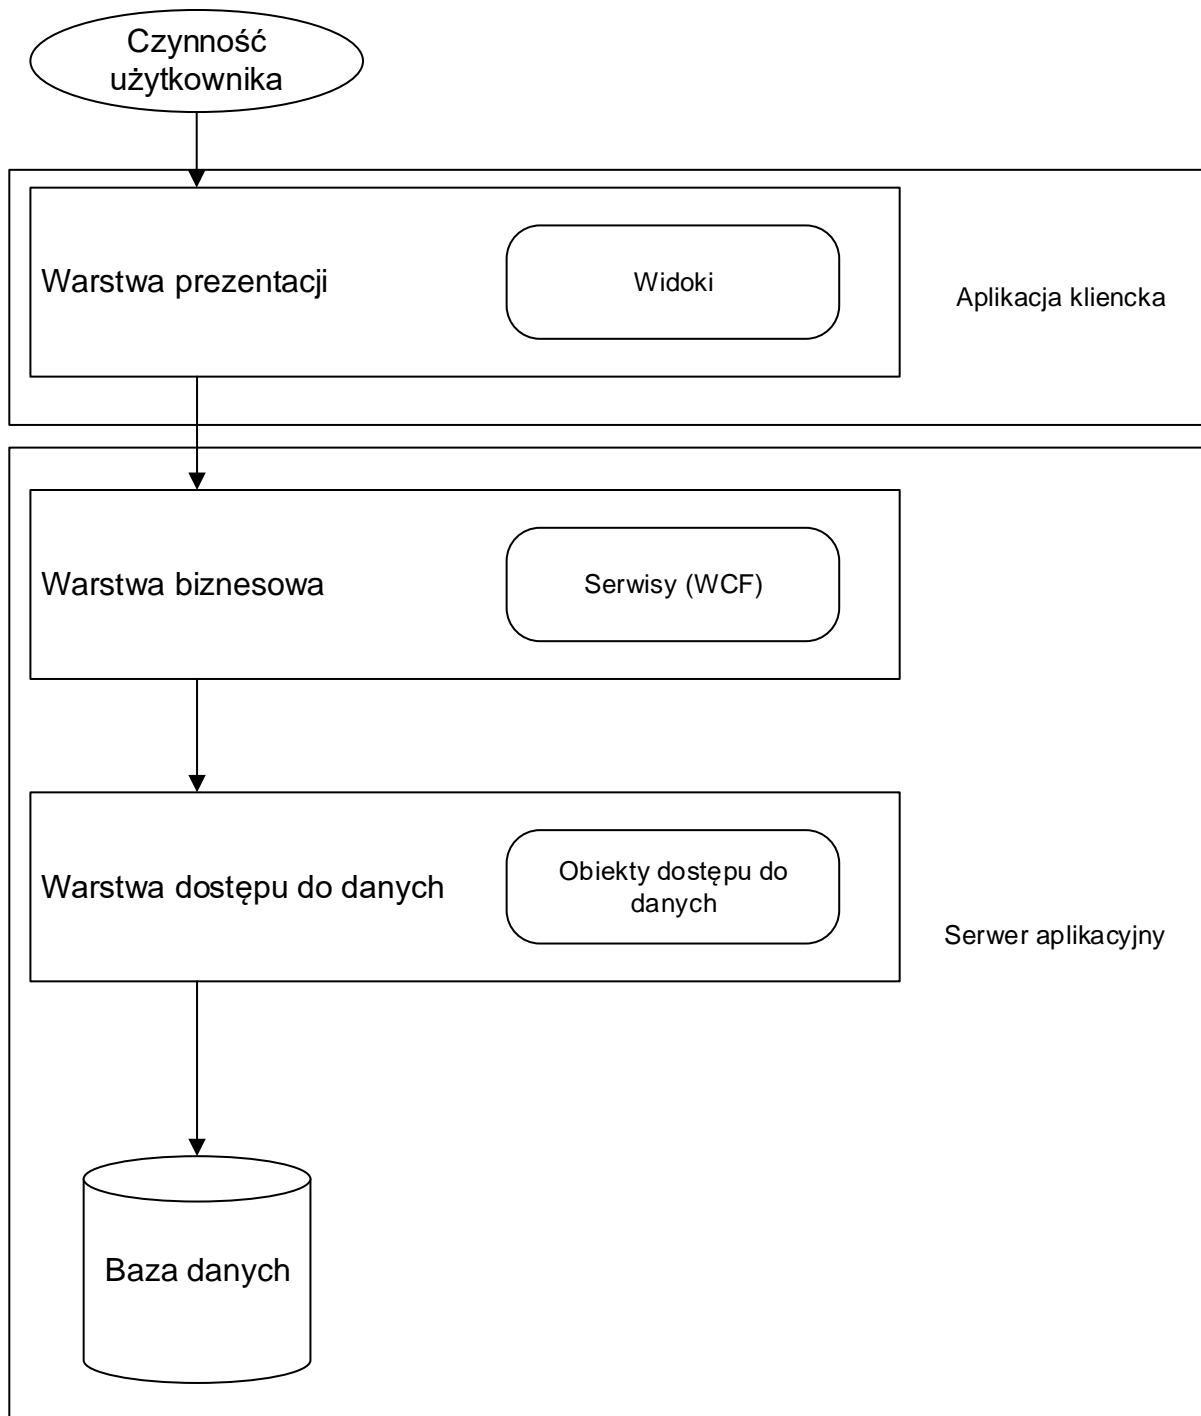 Czynność
użytkownika
Warstwa prezentacji
Widoki
Aplikacja kliencka
Warstwa biznesowa
Serwisy (WCF)
Warstwa dostępu do danych
Obiekty dostępu do
danych
Serwer aplikacyjny
Baza danych